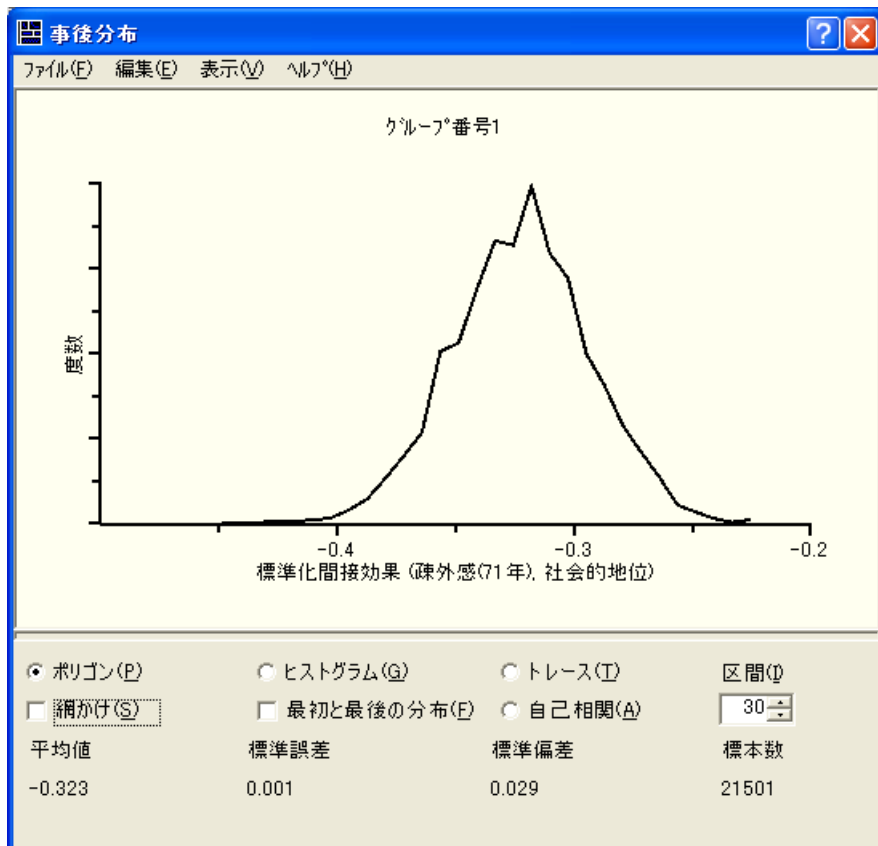 事後分布
ﾌｧｲﾙ(F) 編集(E) 表示(V) ﾍﾙﾌﾟ(H)
ｸﾞﾙｰﾌﾟ番号1
度数
-0.4 -0.3 -0.2
標準化間接効果 (疎外感(71年), 社会的地位)
ポリゴン(P) ヒストグラム(G) トレース(T) 区間(I)
網かけ(S) 最初と最後の分布(F) 自己相関(A) 30
平均値 標準誤差 標準偏差 標本数
-0.323 0.001 0.029 21501